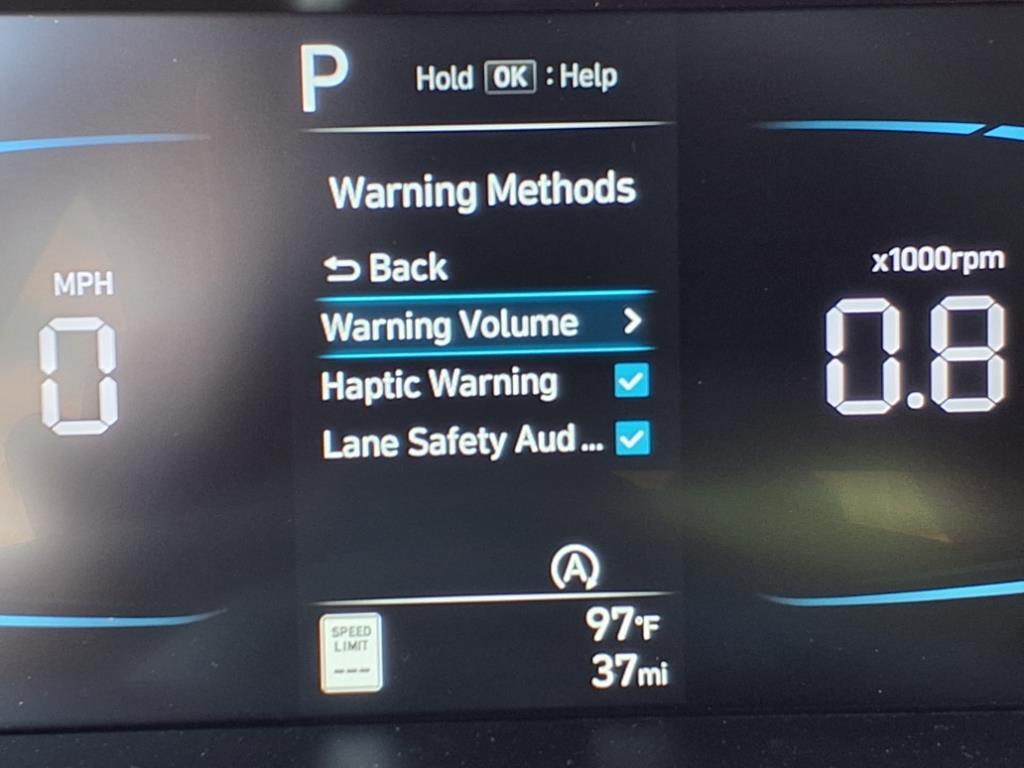 P
Hold OK : Help
Warning Methods
Back
MPH
x1000rpm
Warning Volume
0
0.8
Haptic Warning
Lane Safety Aud ...
A
SPEED
LIMIT
---
97°F
37mi